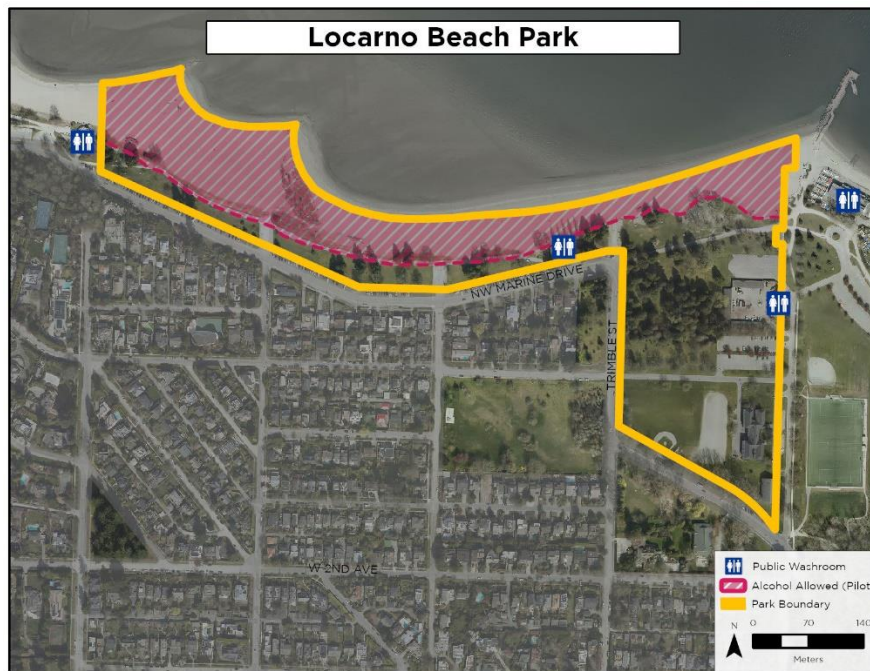 Locarno Beach Park
NW MARINE DRIVE
TRIMBLE ST
W 2ND AVE
Public Washroom
Alcohol Allowed (Pilot
Park Boundary
N
0 70 140
Meters